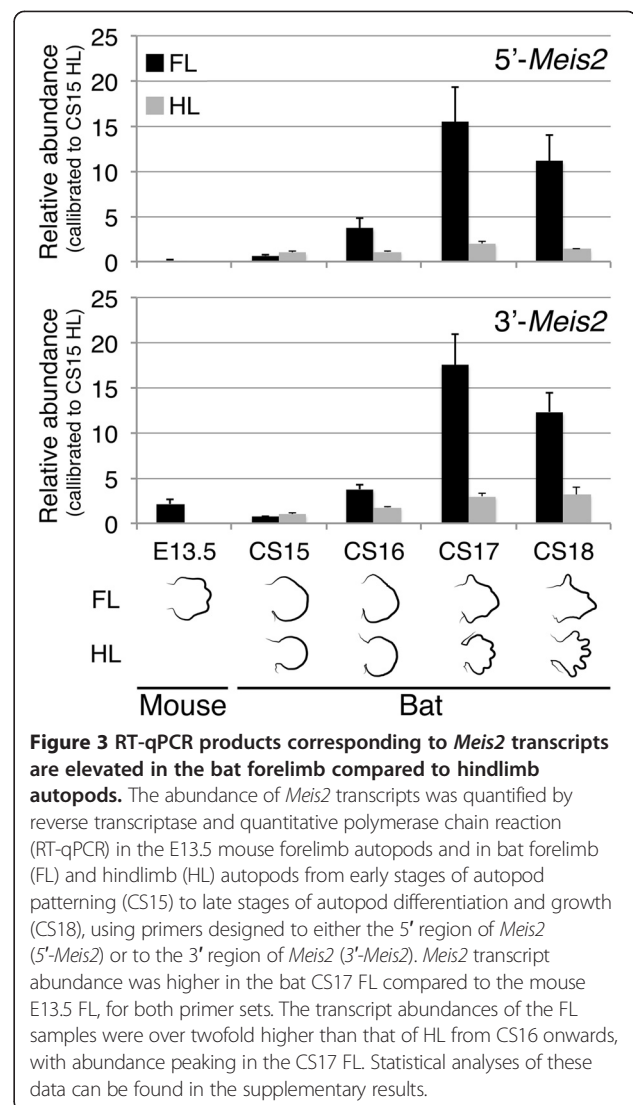 25
20
15
10
5
0
Relative abundance
(callibrated to CS15 HL)
FL
HL
5'-Meis2
25
20
15
10
5
0
Relative abundance
(callibrated to CS15 HL)
3'-Meis2
E13.5 CS15 CS16 CS17 CS18
FL
HL
Mouse Bat
Figure 3 RT-qPCR products corresponding to Meis2 transcripts
are elevated in the bat forelimb compared to hindlimb
autopods. The abundance of Meis2 transcripts was quantified by
reverse transcriptase and quantitative polymerase chain reaction
(RT-qPCR) in the E13.5 mouse forelimb autopods and in bat forelimb
(FL) and hindlimb (HL) autopods from early stages of autopod
patterning (CS15) to late stages of autopod differentiation and growth
(CS18), using primers designed to either the 5′ region of Meis2
(5′-Meis2) or to the 3′ region of Meis2 (3′-Meis2). Meis2 transcript
abundance was higher in the bat CS17 FL compared to the mouse
E13.5 FL, for both primer sets. The transcript abundances of the FL
samples were over twofold higher than that of HL from CS16 onwards,
with abundance peaking in the CS17 FL. Statistical analyses of these
data can be found in the supplementary results.